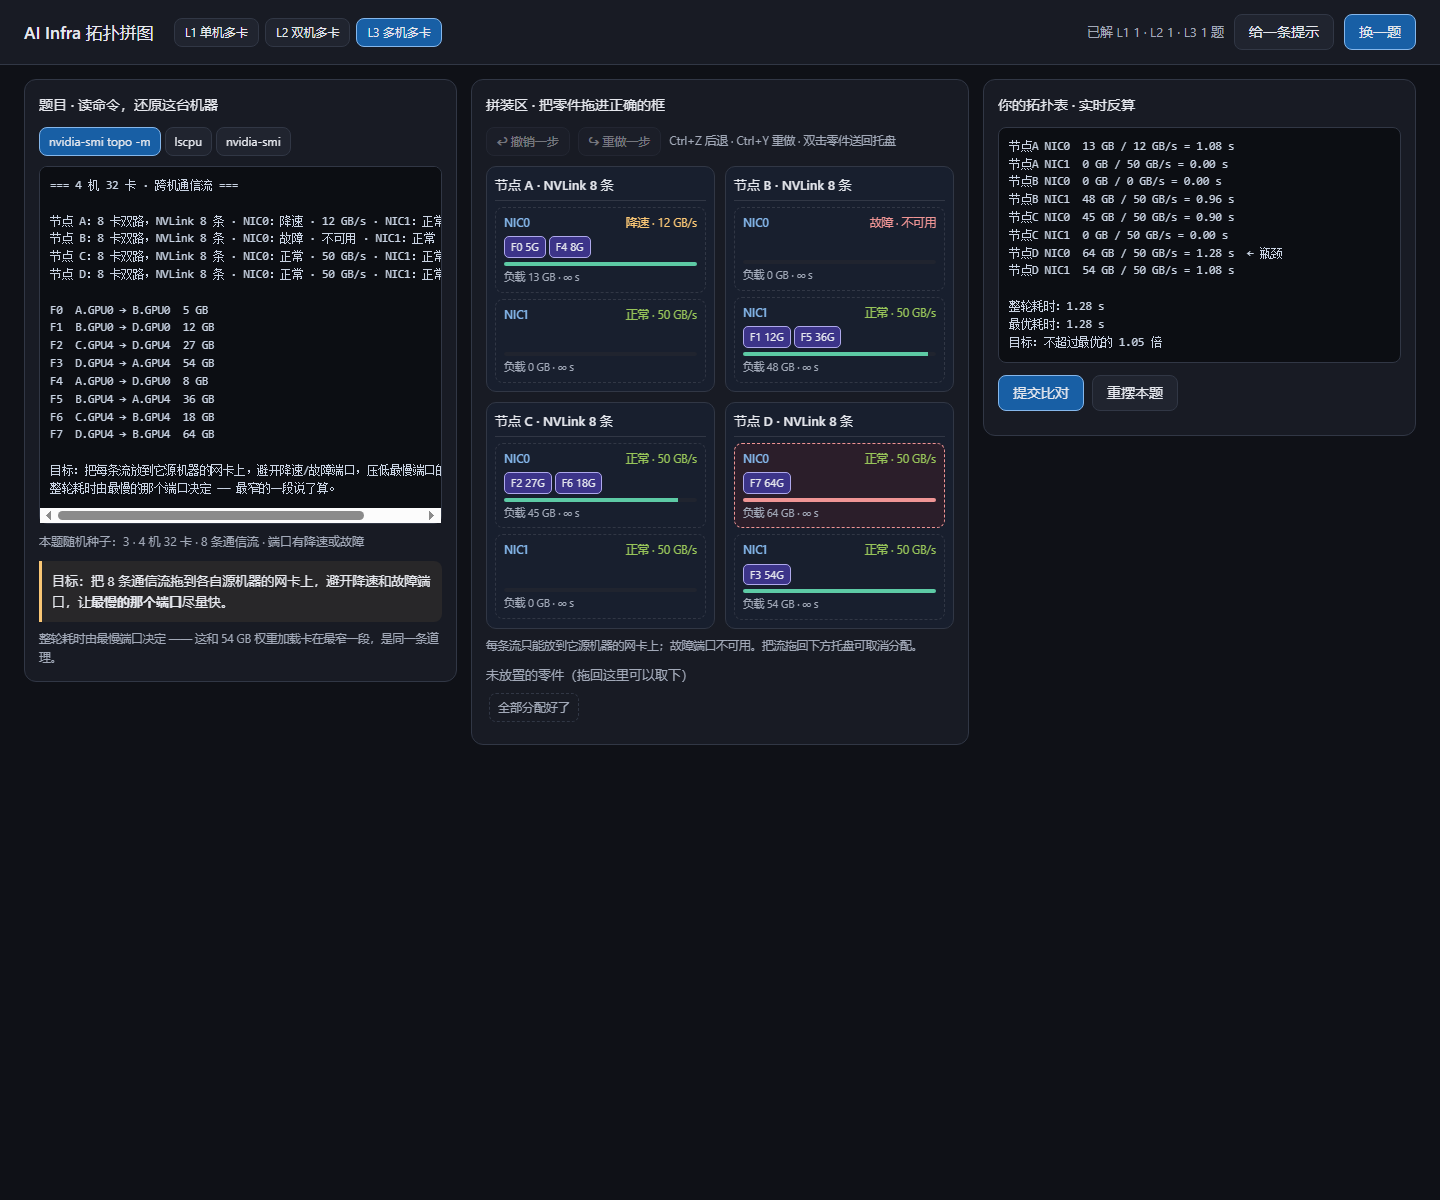 AI Infra 拓扑拼图
L1 单机多卡
L2 双机多卡
L3 多机多卡
已解 L1 1 · L2 1 · L3 1 题
给一条提示
换一题
题目 · 读命令，还原这台机器
nvidia-smi topo -m
lscpu
nvidia-smi
=== 4 机 32 卡 · 跨机通信流 ===
节点 A: 8 卡双路，NVLink 8 条 · NIC0: 降速 · 12 GB/s · NIC1: 正常
节点 B: 8 卡双路，NVLink 8 条 · NIC0: 故障 · 不可用 · NIC1: 正常
节点 C: 8 卡双路，NVLink 8 条 · NIC0: 正常 · 50 GB/s · NIC1: 正常
节点 D: 8 卡双路，NVLink 8 条 · NIC0: 正常 · 50 GB/s · NIC1: 正常
F0 A.GPU0 → B.GPU0 5 GB
F1 B.GPU0 → D.GPU0 12 GB
F2 C.GPU4 → D.GPU4 27 GB
F3 D.GPU4 → A.GPU4 54 GB
F4 A.GPU0 → D.GPU0 8 GB
F5 B.GPU4 → A.GPU4 36 GB
F6 C.GPU4 → B.GPU4 18 GB
F7 D.GPU4 → B.GPU4 64 GB
目标: 把每条流放到它源机器的网卡上，避开降速/故障端口，压低最慢端口的
整轮耗时由最慢的那个端口决定 —— 最窄的一段说了算。
本题随机种子：3 · 4 机 32 卡 · 8 条通信流 · 端口有降速或故障
目标：把 8 条通信流拖到各自源机器的网卡上，避开降速和故障端
口，让最慢的那个端口尽量快。
整轮耗时由最慢端口决定 —— 这和 54 GB 权重加载卡在最窄一段，是同一条道
理。
拼装区 · 把零件拖进正确的框
↩ 撤销一步
↪ 重做一步
Ctrl+Z 后退 · Ctrl+Y 重做 · 双击零件送回托盘
节点 A · NVLink 8 条
NIC0 降速 · 12 GB/s
F0 5G F4 8G
负载 13 GB · ∞ s
NIC1 正常 · 50 GB/s
负载 0 GB · ∞ s
节点 B · NVLink 8 条
NIC0 故障 · 不可用
负载 0 GB · ∞ s
NIC1 正常 · 50 GB/s
F1 12G F5 36G
负载 48 GB · ∞ s
节点 C · NVLink 8 条
NIC0 正常 · 50 GB/s
F2 27G F6 18G
负载 45 GB · ∞ s
NIC1 正常 · 50 GB/s
负载 0 GB · ∞ s
节点 D · NVLink 8 条
NIC0 正常 · 50 GB/s
F7 64G
负载 64 GB · ∞ s
NIC1 正常 · 50 GB/s
F3 54G
负载 54 GB · ∞ s
每条流只能放到它源机器的网卡上；故障端口不可用。把流拖回下方托盘可取消分配。
未放置的零件（拖回这里可以取下）
全部分配好了
你的拓扑表 · 实时反算
节点A NIC0 13 GB / 12 GB/s = 1.08 s
节点A NIC1 0 GB / 50 GB/s = 0.00 s
节点B NIC0 0 GB / 0 GB/s = 0.00 s
节点B NIC1 48 GB / 50 GB/s = 0.96 s
节点C NIC0 45 GB / 50 GB/s = 0.90 s
节点C NIC1 0 GB / 50 GB/s = 0.00 s
节点D NIC0 64 GB / 50 GB/s = 1.28 s ← 瓶颈
节点D NIC1 54 GB / 50 GB/s = 1.08 s
整轮耗时: 1.28 s
最优耗时: 1.28 s
目标: 不超过最优的 1.05 倍
提交比对
重摆本题